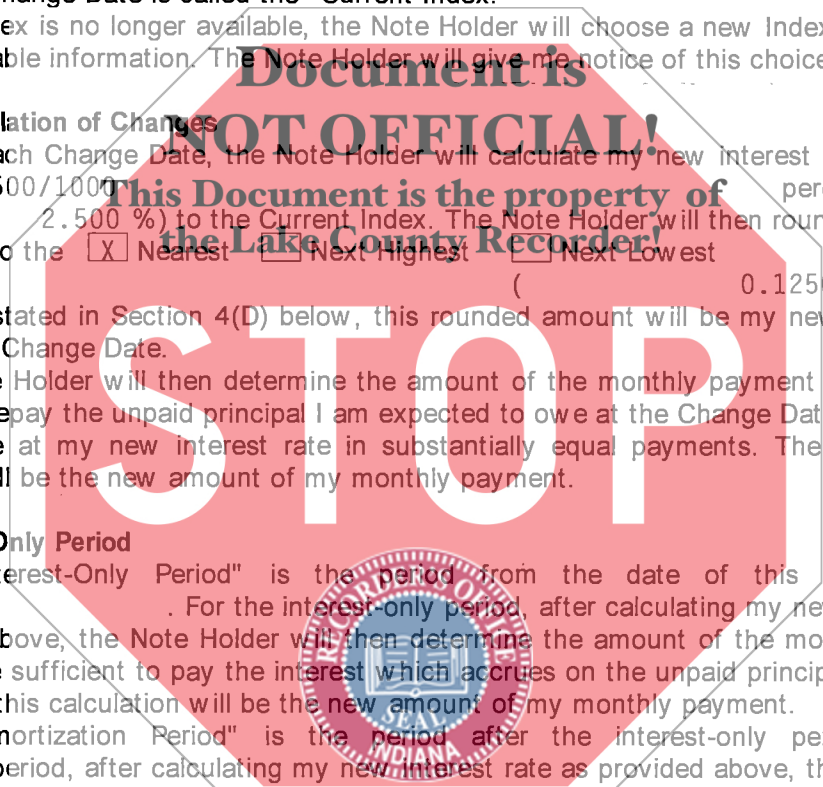 hange Date is called the "Current Index."
ex is no longer available, the Note Holder will choose a new Index
able information. The Note Holder will give me notice of this choice
Document is
lation of Changes
NOT OFFICIAL!
ach Change Date, the Note Holder will calculate my new interest
500/1000 per
This Document is the property of
2.500 %) to the Current Index. The Note Holder will then roun
o the X Nearest Next Highest Next Lowest
the Lake County Recorder!
( 0.125
stated in Section 4(D) below, this rounded amount will be my new
Change Date.
STOP
e Holder will then determine the amount of the monthly payment
epay the unpaid principal I am expected to owe at the Change Dat
e at my new interest rate in substantially equal payments. The
ll be the new amount of my monthly payment.
Only Period
erest-Only Period" is the period from the date of this
. For the interest-only period, after calculating my ne
bove, the Note Holder will then determine the amount of the mo
e sufficient to pay the interest which accrues on the unpaid princip
this calculation will be the new amount of my monthly payment.
nortization Period" is the period after the interest-only pe
period, after calculating my new interest rate as provided above, th
RECORDER'S OFFICE
SEAL
INDIANA